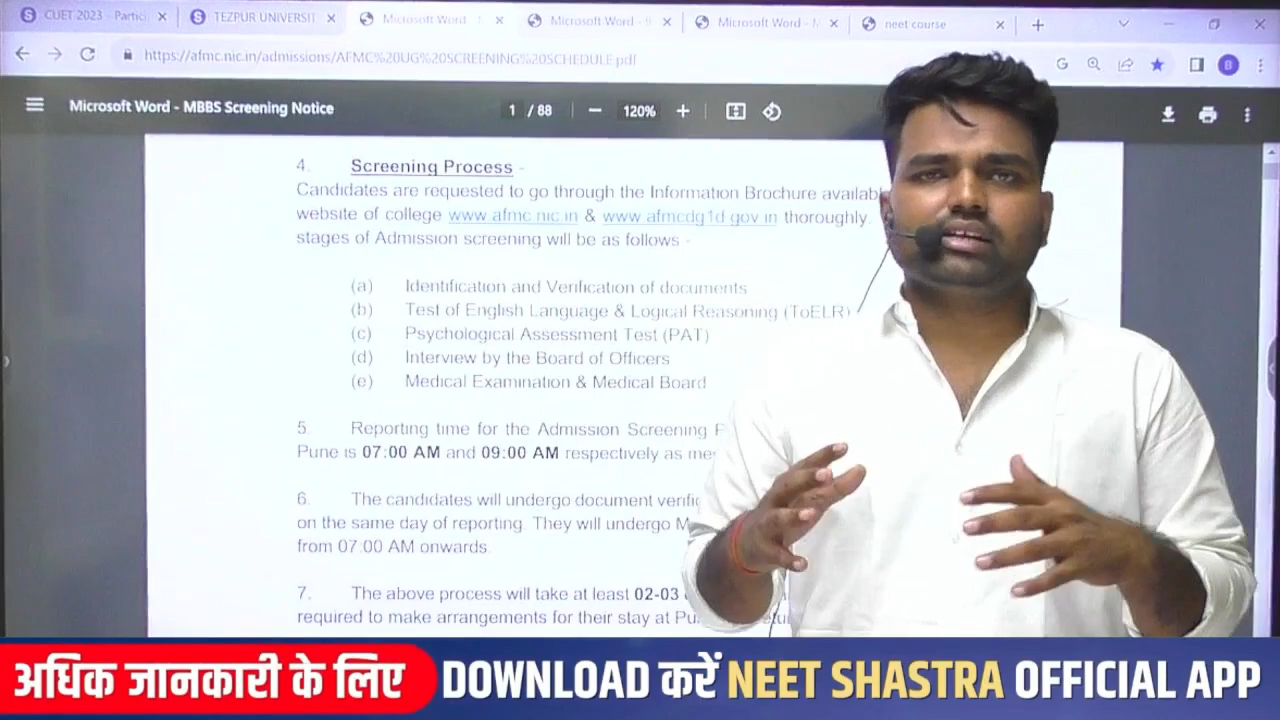 CUET 2023 - Partici
TEZPUR UNIVERSIT
Microsoft Word
Microsoft Word -
Microsoft Word -
neet course
https://afmc.nic.in/admissions/AFMC%20UG%20SCREENING%20SCHEDULE.pdf
Microsoft Word - MBBS Screening Notice
1 / 88
120%
4. Screening Process -
Candidates are requested to go through the Information Brochure availab
website of college www.afmc.nic.in & www.afmcdg1d.gov.in thoroughly.
stages of Admission screening will be as follows -
(a) Identification and Verification of documents
(b) Test of English Language & Logical Reasoning (ToELR)
(c) Psychological Assessment Test (PAT)
(d) Interview by the Board of Officers
(e) Medical Examination & Medical Board
5. Reporting time for the Admission Screening P
Pune is 07:00 AM and 09:00 AM respectively as me
6. The candidates will undergo document verific
on the same day of reporting. They will undergo M
from 07:00 AM onwards.
7. The above process will take at least 02-03
required to make arrangements for their stay at Pu
अधिक जानकारी के लिए
DOWNLOAD करें NEET SHASTRA OFFICIAL APP